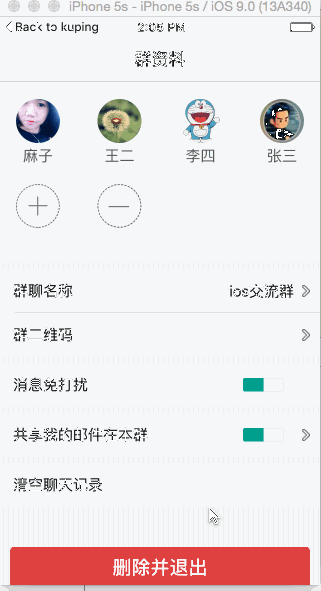 iPhone 5s - iPhone 5s / iOS 9.0 (13A340)
Back to kuping 2:05 PM
群资料
麻子 王二 李四 张三
群聊名称 ios交流群
群二维码
消息免打扰
共享我的邮件在本群
清空聊天记录
删除并退出